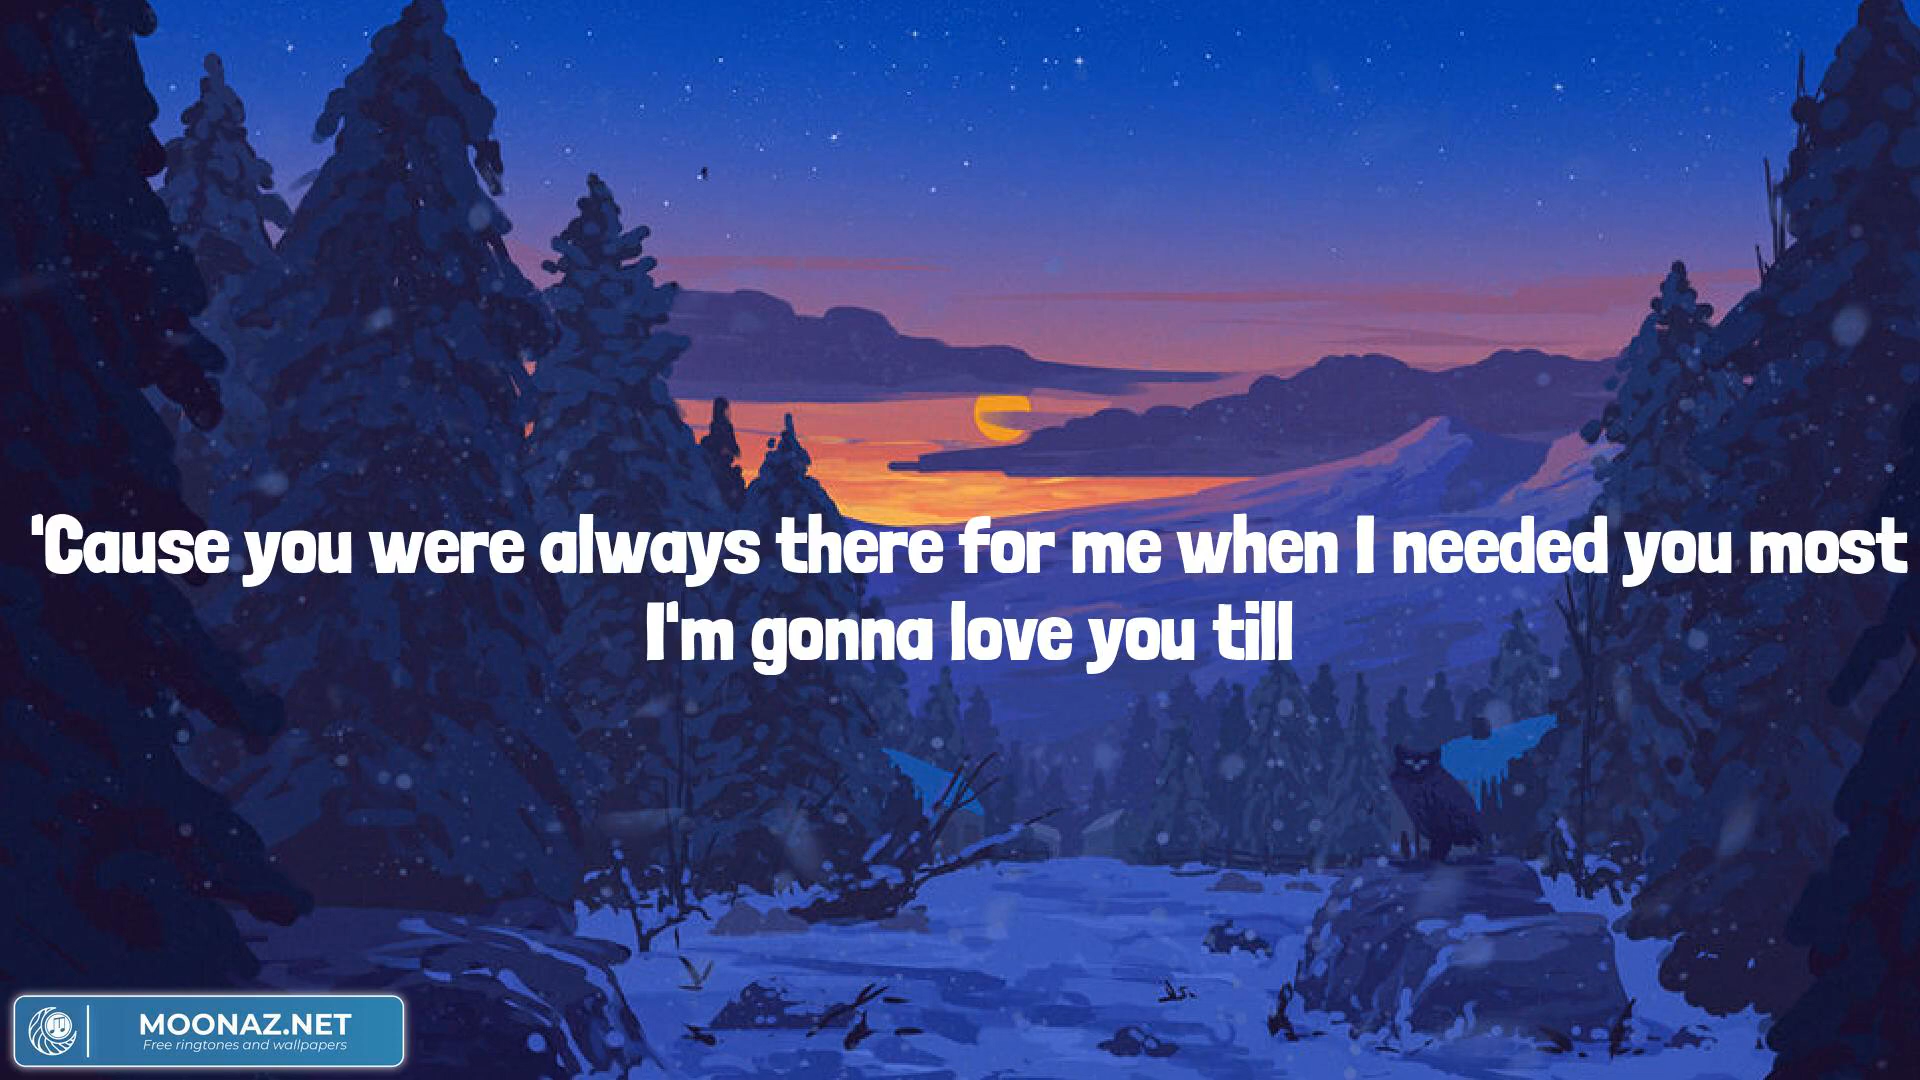 'Cause you were always there for me when I needed you most
I'm gonna love you till
MOONAZ.NET
Free ringtones and wallpapers